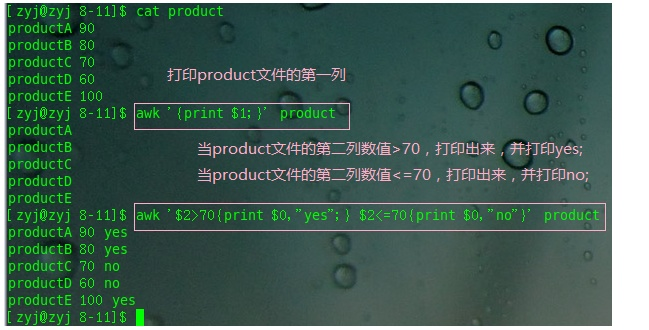 [zyj@zyj 8-11]$ cat product
productA 90
productB 80
productC 70
productD 60
productE 100
打印product文件的第一列
[zyj@zyj 8-11]$ awk '{print $1;}' product
productA
productB
productC
productD
productE
当product文件的第二列数值>70，打印出来，并打印yes;
当product文件的第二列数值<=70，打印出来，并打印no;
[zyj@zyj 8-11]$ awk '$2>70{print $0,"yes";} $2<=70{print $0,"no"}' product
productA 90 yes
productB 80 yes
productC 70 no
productD 60 no
productE 100 yes
[zyj@zyj 8-11]$